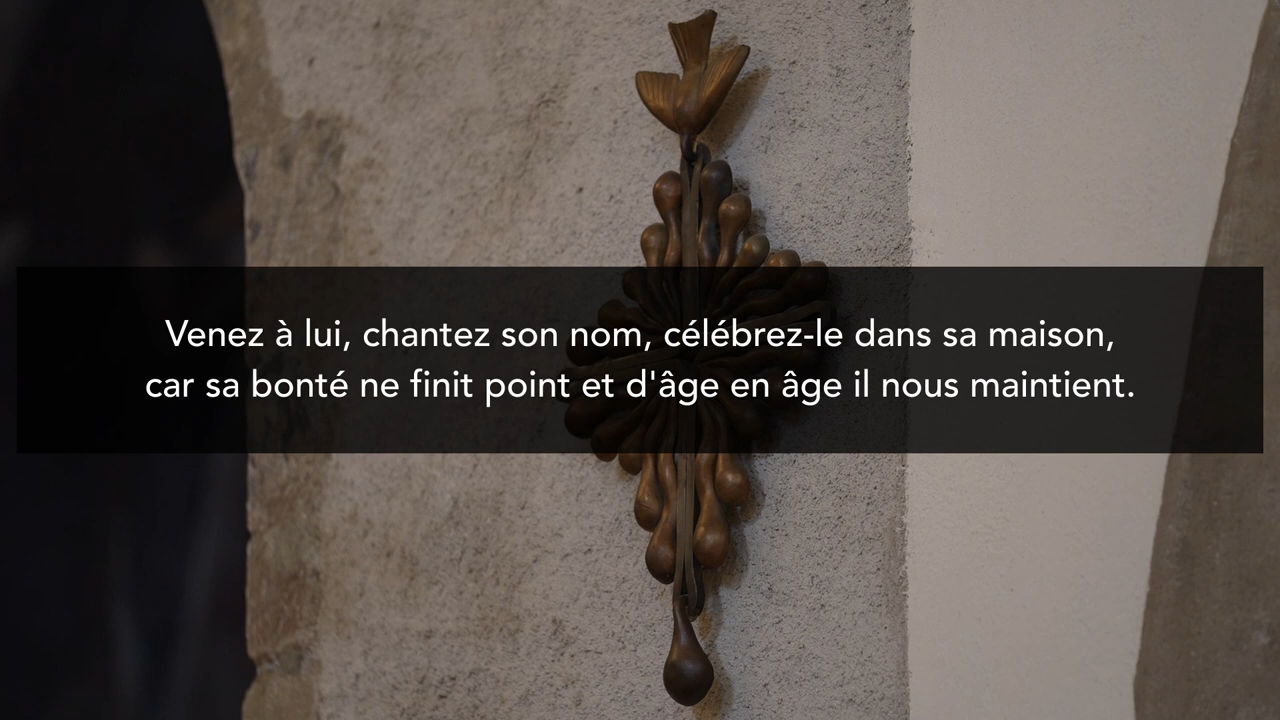 Venez à lui, chantez son nom, célébrez-le dans sa maison,
car sa bonté ne finit point et d'âge en âge il nous maintient.